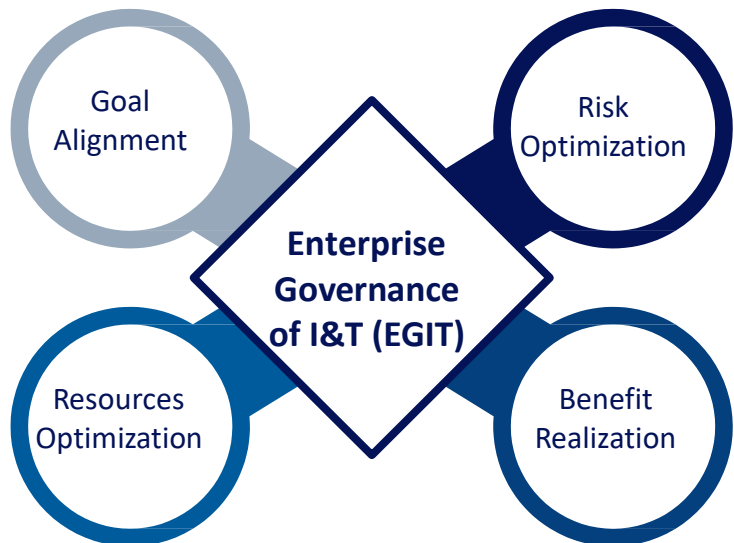 Goal
Alignment
Risk
Optimization
Enterprise
Governance
of I&T (EGIT)
Resources
Optimization
Benefit
Realization